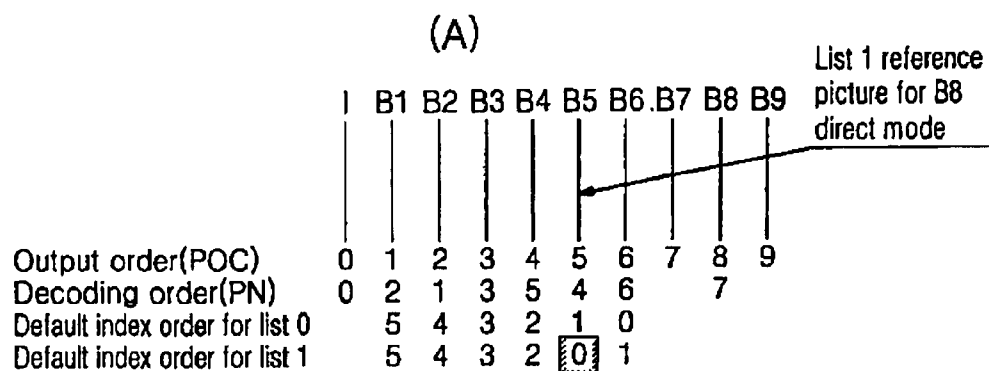 (A)
List 1 reference
picture for B8
direct mode
I B1 B2 B3 B4 B5 B6.B7 B8 B9
Output order(POC) 0 1 2 3 4 5 6 7 8 9
Decoding order(PN) 0 2 1 3 5 4 6 7
Default index order for list 0 5 4 3 2 1 0
Default index order for list 1 5 4 3 2 0 1